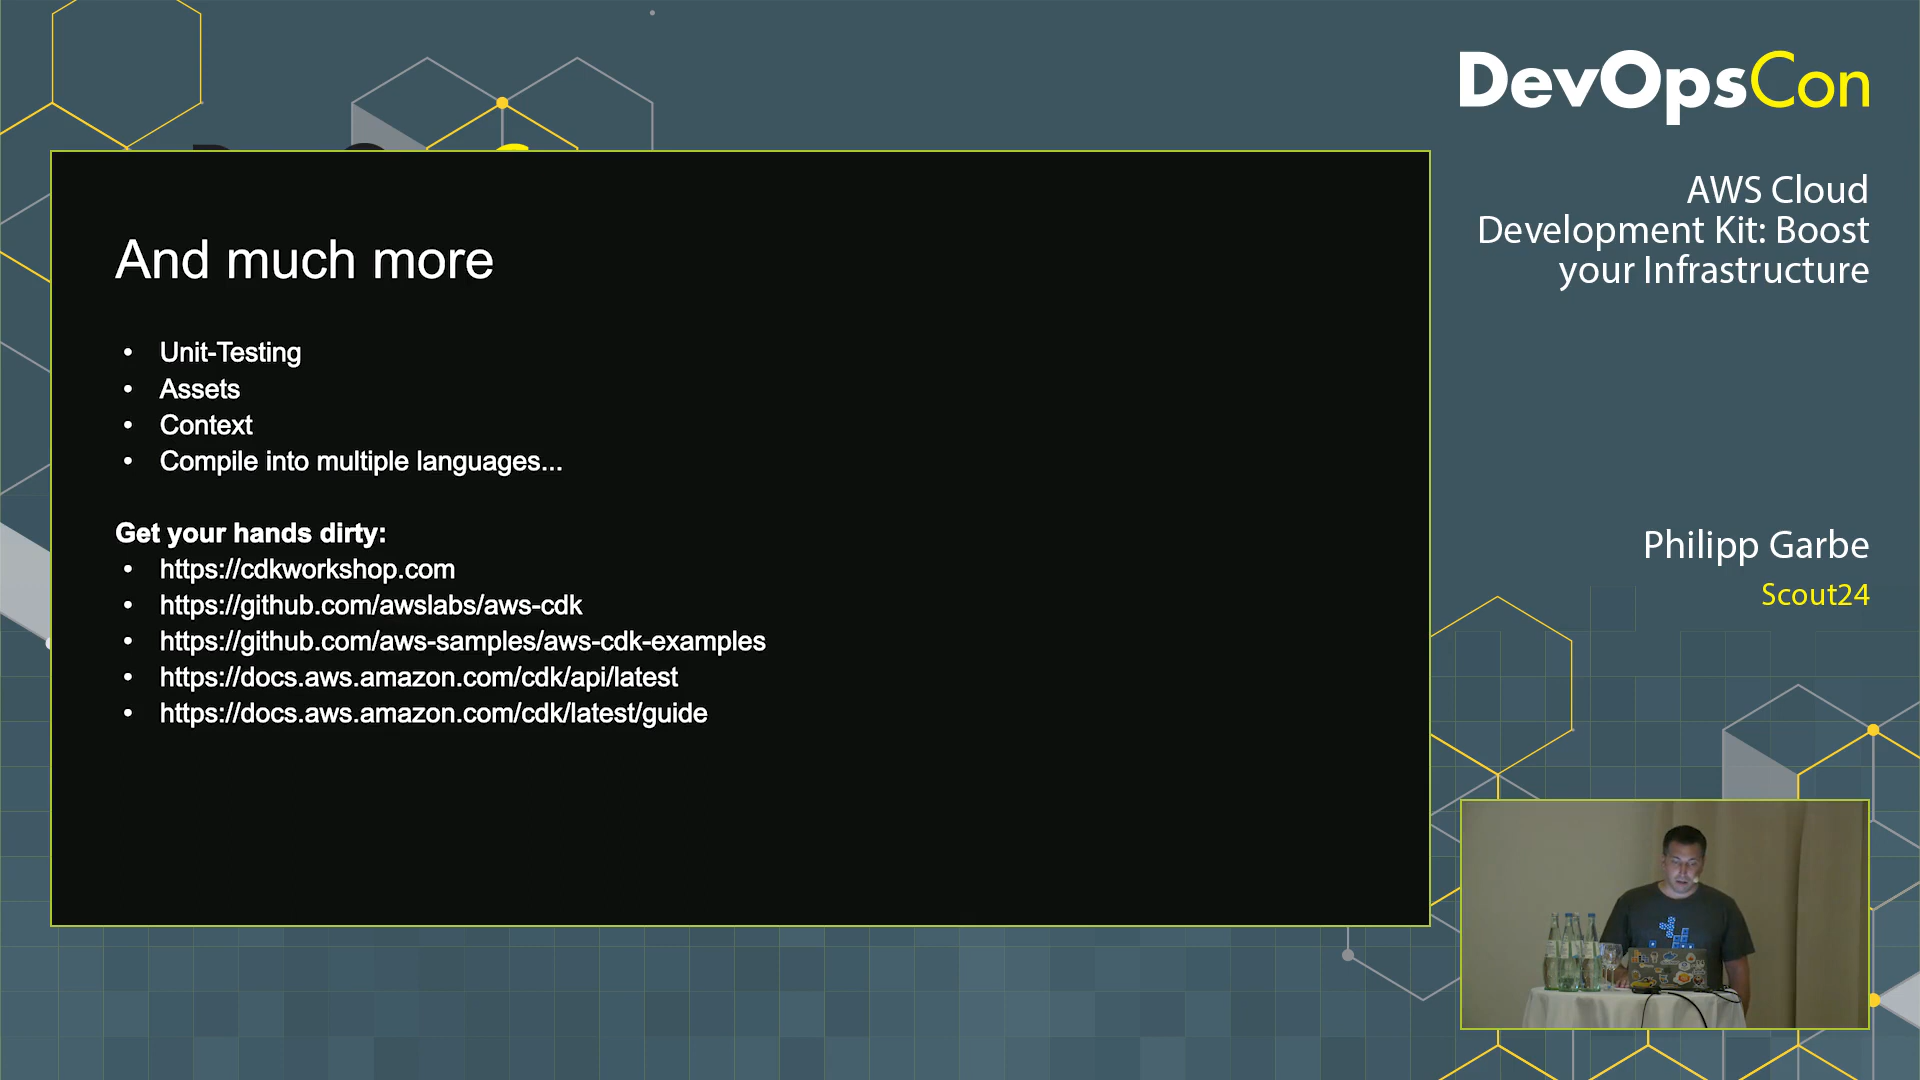 DevOpsCon
AWS Cloud
Development Kit: Boost
your Infrastructure
And much more
• Unit-Testing
• Assets
• Context
• Compile into multiple languages...
Get your hands dirty:
• https://cdkworkshop.com
• https://github.com/awslabs/aws-cdk
• https://github.com/aws-samples/aws-cdk-examples
• https://docs.aws.amazon.com/cdk/api/latest
• https://docs.aws.amazon.com/cdk/latest/guide
Philipp Garbe
Scout24